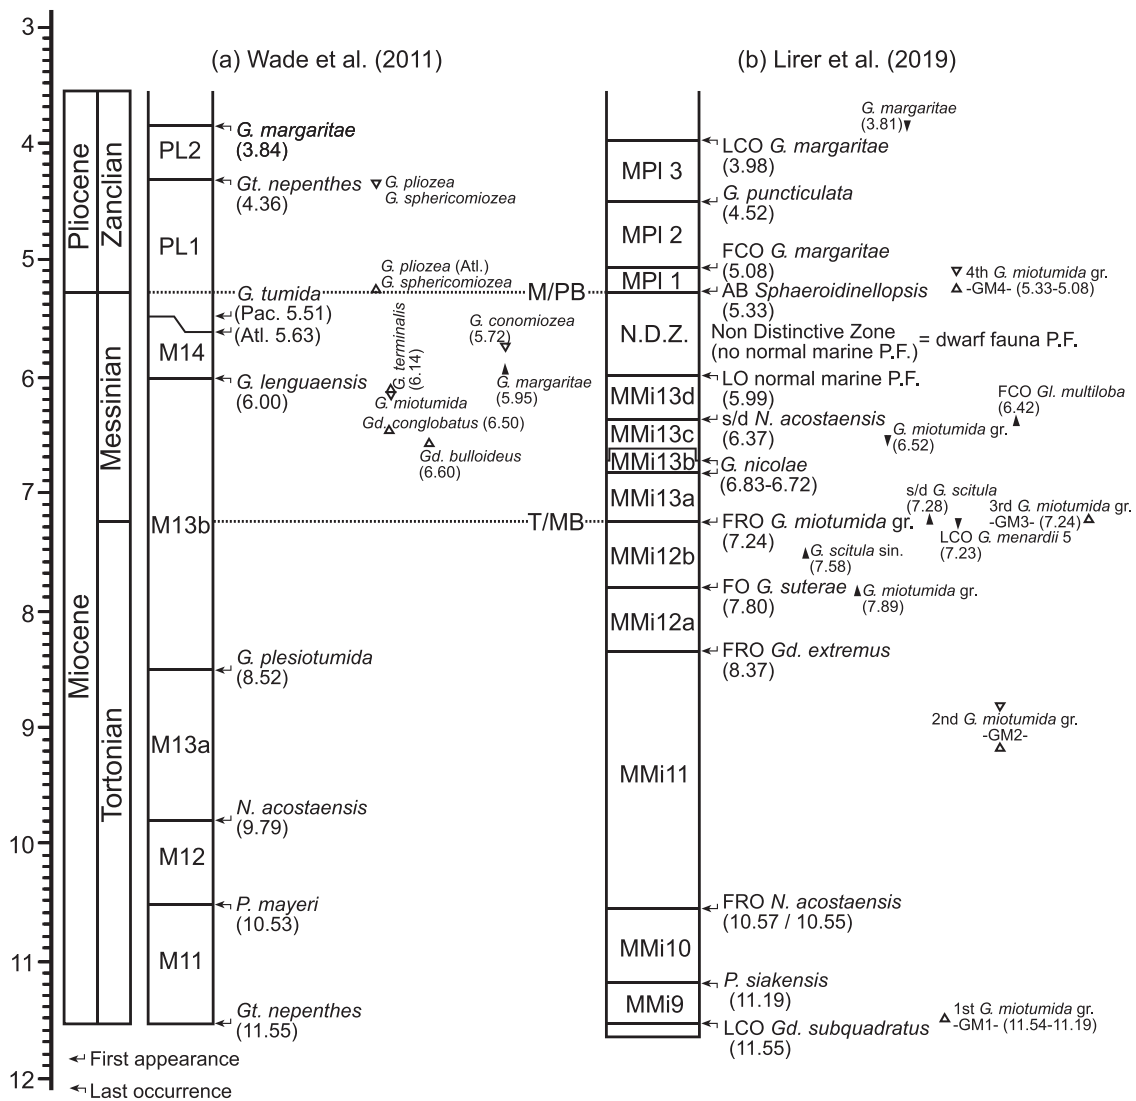 3
4
5
6
7
8
9
10
11
12
(a) Wade et al. (2011)
Pliocene
Miocene
Zanclian
Messinian
Tortonian
PL2
PL1
M14
M13b
M13a
M12
M11
G. margaritae
(3.84)
Gt. nepenthes
(4.36)
G. pliozea
G. sphericomiozea
G. pliozea (Atl.)
G. sphericomiozea
G. tumida
(Pac. 5.51)
(Atl. 5.63)
M/PB
G. terminalis
(6.14)
G. conomiozea
(5.72)
G. margaritae
(5.95)
G. lenguaensis
(6.00)
G. miotumida
Gd. conglobatus (6.50)
Gd. bulloideus
(6.60)
T/MB
G. plesiotumida
(8.52)
N. acostaensis
(9.79)
P. mayeri
(10.53)
Gt. nepenthes
(11.55)
First appearance
Last occurrence
(b) Lirer et al. (2019)
MPl 3
MPl 2
MPl 1
N.D.Z.
MMi13d
MMi13c
MMi13b
MMi13a
MMi12b
MMi12a
MMi11
MMi10
MMi9
G. margaritae
(3.81)
LCO G. margaritae
(3.98)
G. puncticulata
(4.52)
FCO G. margaritae
(5.08)
4th G. miotumida gr.
-GM4- (5.33-5.08)
AB Sphaeroidinellopsis
(5.33)
Non Distinctive Zone
(no normal marine P.F.)
= dwarf fauna P.F.
LO normal marine P.F.
(5.99)
FCO Gl. multiloba
(6.42)
s/d N. acostaensis
(6.37)
G. miotumida gr.
(6.52)
G. nicolae
(6.83-6.72)
s/d G. scitula
(7.28)
3rd G. miotumida gr.
-GM3- (7.24)
FRO G. miotumida gr.
(7.24)
LCO G. menardii 5
(7.23)
G. scitula sin.
(7.58)
FO G. suterae
(7.80)
G. miotumida gr.
(7.89)
FRO Gd. extremus
(8.37)
2nd G. miotumida gr.
-GM2-
FRO N. acostaensis
(10.57 / 10.55)
P. siakensis
(11.19)
1st G. miotumida gr.
-GM1- (11.54-11.19)
LCO Gd. subquadratus
(11.55)